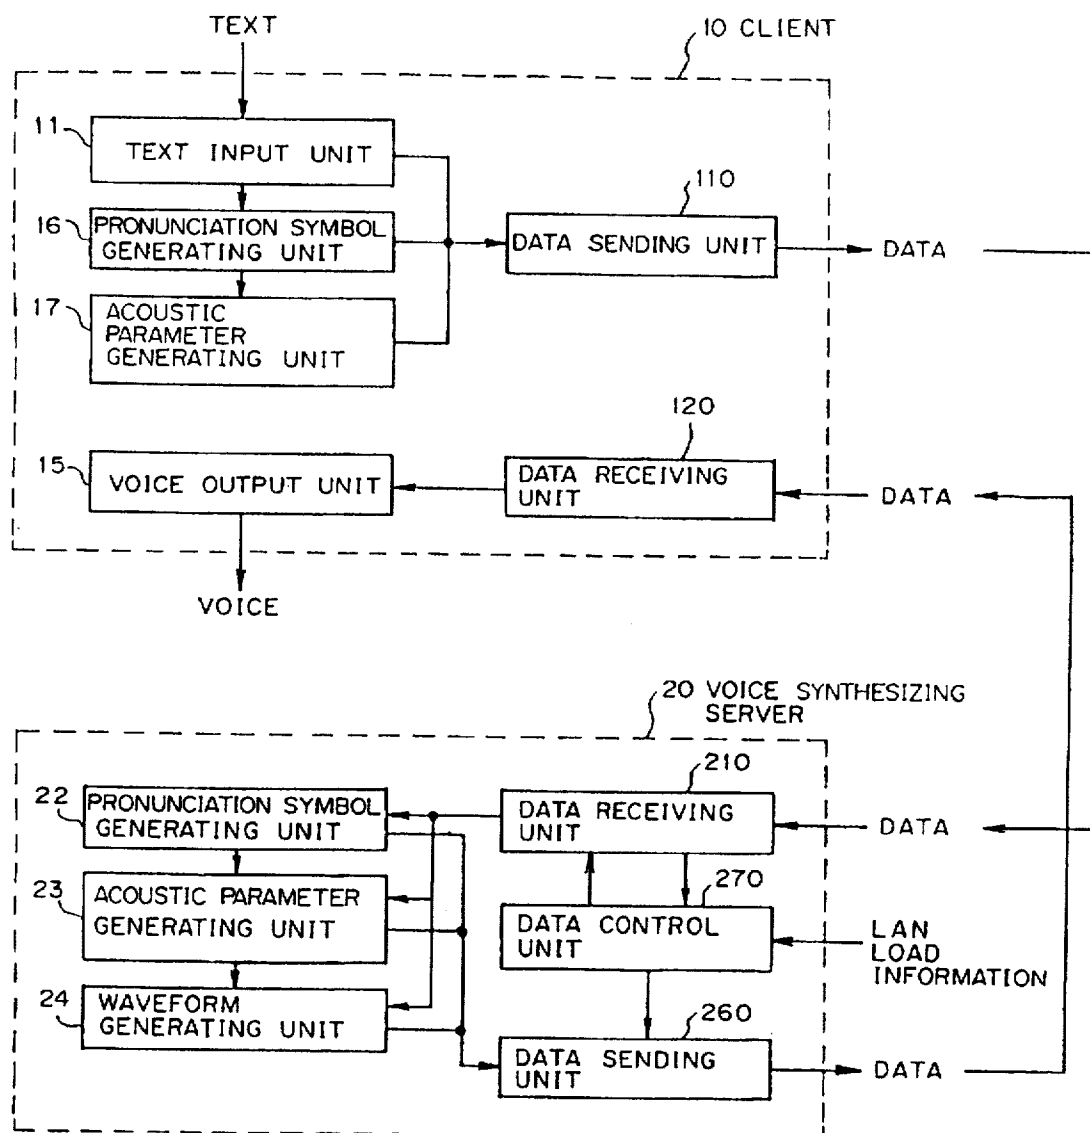 TEXT
10 CLIENT
11
TEXT INPUT UNIT
110
16
PRONUNCIATION SYMBOL
GENERATING UNIT
DATA SENDING UNIT
DATA
17
ACOUSTIC
PARAMETER
GENERATING UNIT
120
15
VOICE OUTPUT UNIT
DATA RECEIVING
UNIT
DATA
VOICE
20 VOICE SYNTHESIZING
SERVER
210
22
PRONUNCIATION SYMBOL
GENERATING UNIT
DATA RECEIVING
UNIT
DATA
23
ACOUSTIC PARAMETER
GENERATING UNIT
270
DATA CONTROL
UNIT
LAN
LOAD
INFORMATION
24
WAVEFORM
GENERATING UNIT
260
DATA SENDING
UNIT
DATA